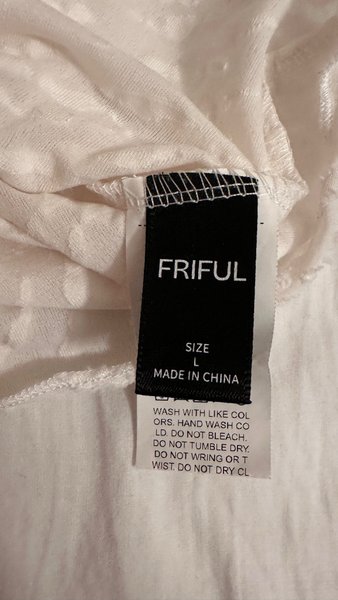 FRIFUL
SIZE
L
MADE IN CHINA
WASH WITH LIKE COL
ORS. HAND WASH CO
LD. DO NOT BLEACH.
DO NOT TUMBLE DRY.
DO NOT WRING OR T
WIST. DO NOT DRY CL